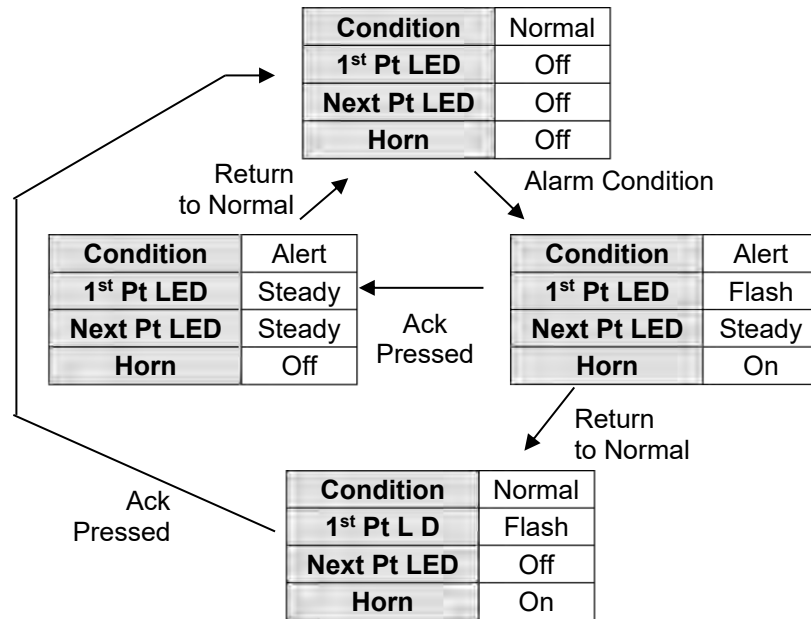 Condition Normal
1st Pt LED Off
Next Pt LED Off
Horn Off
Return
to Normal
Alarm Condition
Condition Alert
1st Pt LED Steady
Next Pt LED Steady
Horn Off
Ack
Pressed
Condition Alert
1st Pt LED Flash
Next Pt LED Steady
Horn On
Return
to Normal
Ack
Pressed
Condition Normal
1st Pt L D Flash
Next Pt LED Off
Horn On